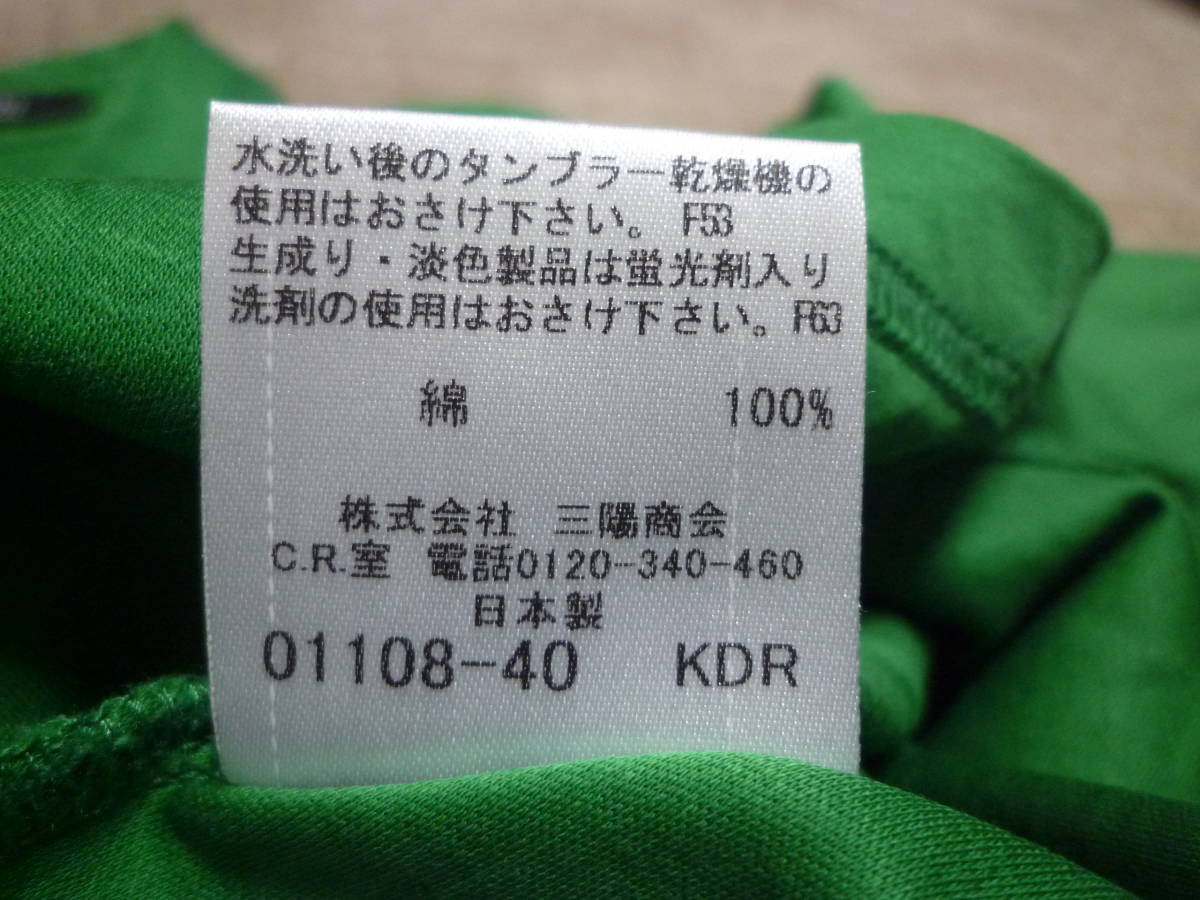 水洗い後のタンブラー乾燥機の
使用はおさけ下さい。 F53
生成り・淡色製品は蛍光剤入り
洗剤の使用はおさけ下さい。F63
綿 100%
株式会社 三陽商会
C.R.室 電話0120-340-460
日本製
01108-40 KDR